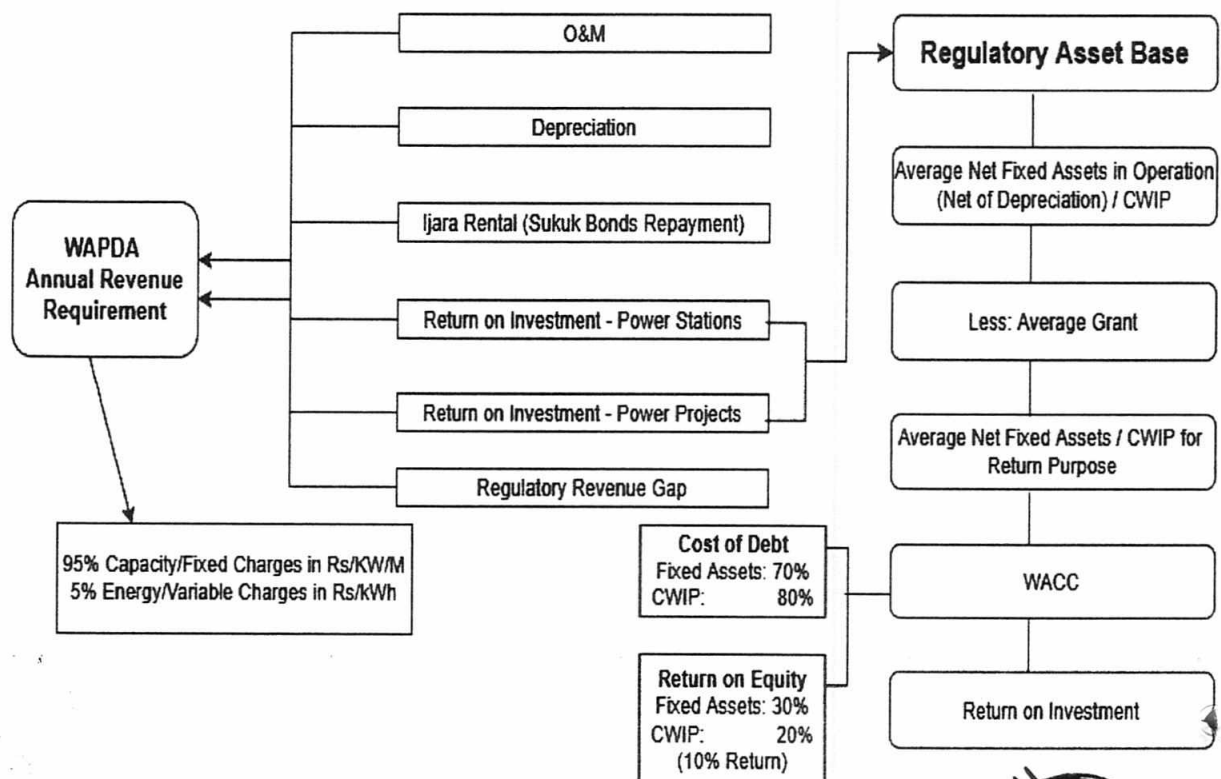 O&M
Depreciation
Ijara Rental (Sukuk Bonds Repayment)
Return on Investment - Power Stations
Return on Investment - Power Projects
Regulatory Revenue Gap
WAPDA
Annual Revenue
Requirement
95% Capacity/Fixed Charges in Rs/KW/M
5% Energy/Variable Charges in Rs/kWh
Regulatory Asset Base
Average Net Fixed Assets in Operation
(Net of Depreciation) / CWIP
Less: Average Grant
Average Net Fixed Assets / CWIP for
Return Purpose
WACC
Return on Investment
Cost of Debt
Fixed Assets: 70%
CWIP: 80%
Return on Equity
Fixed Assets: 30%
CWIP: 20%
(10% Return)